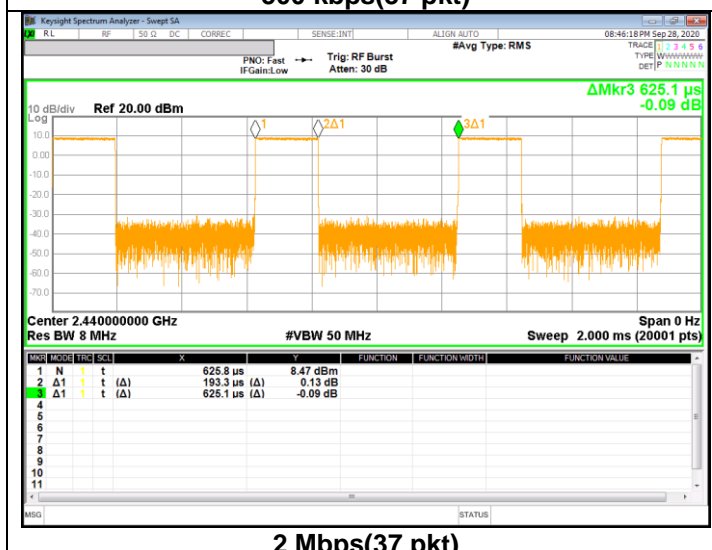 500 kbps(37 pkt)
Keysight Spectrum Analyzer - Swept SA
RL RF 50 Ω DC CORREC SENSE:INT ALIGN AUTO 08:46:18 PM Sep 28, 2020
#Avg Type: RMS
TRACE 1 2 3 4 5 6
PNO: Fast Trig: RF Burst
TYPE WWWWWW
IFGain:Low Atten: 30 dB
DET P N N N N N
ΔMkr3 625.1 µs
-0.09 dB
10 dB/div Ref 20.00 dBm
Log
1 2Δ1 3Δ1
10.0
0.00
-10.0
-20.0
-30.0
-40.0
-50.0
-60.0
-70.0
Center 2.440000000 GHz Span 0 Hz
Res BW 8 MHz #VBW 50 MHz Sweep 2.000 ms (20001 pts)
MKR MODE TRC SCL X Y FUNCTION FUNCTION WIDTH FUNCTION VALUE
1 N 1 t 625.8 µs 8.47 dBm
2 Δ1 1 t (Δ) 193.3 µs (Δ) 0.13 dB
3 Δ1 1 t (Δ) 625.1 µs (Δ) -0.09 dB
4
5
6
7
8
9
10
11
MSG STATUS
2 Mbps(37 pkt)